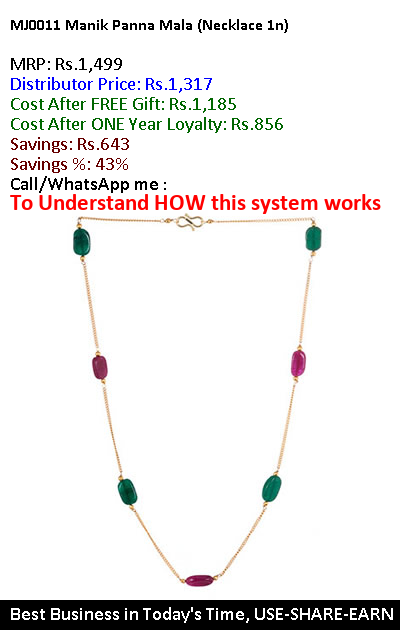 MJ0011 Manik Panna Mala (Necklace 1n)
MRP: Rs.1,499
Distributor Price: Rs.1,317
Cost After FREE Gift: Rs.1,185
Cost After ONE Year Loyalty: Rs.856
Savings: Rs.643
Savings %: 43%
Call/WhatsApp me :
To Understand HOW this system works
Best Business in Today's Time, USE-SHARE-EARN